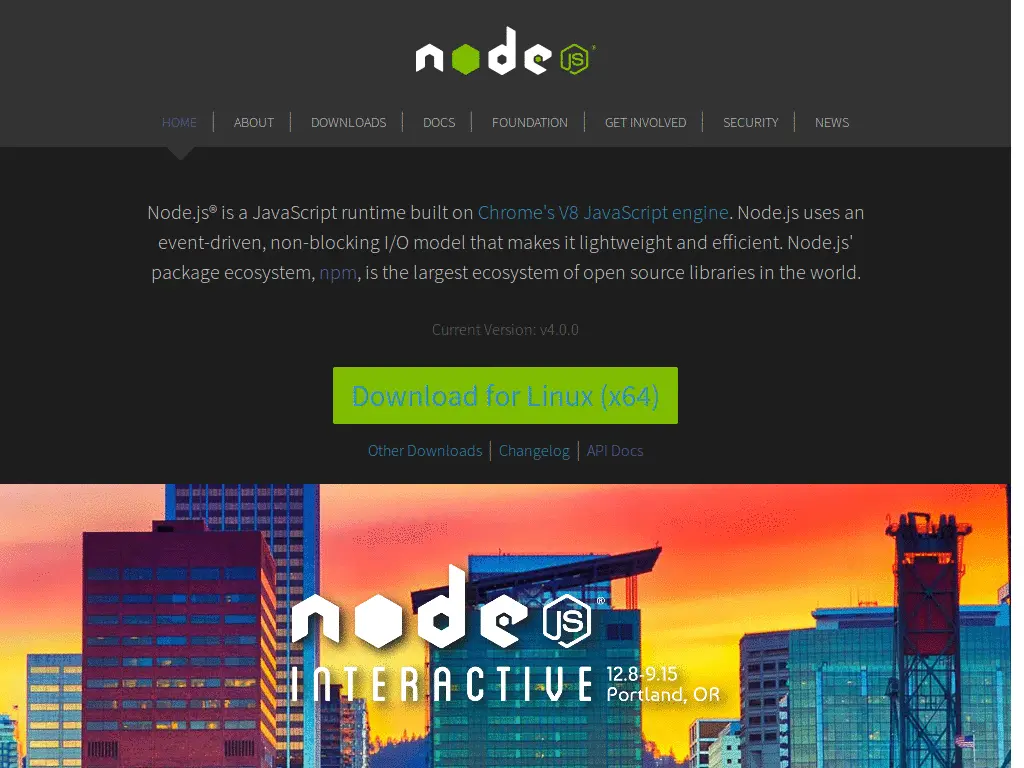 node JS®
HOME | ABOUT | DOWNLOADS | DOCS | FOUNDATION | GET INVOLVED | SECURITY | NEWS
Node.js® is a JavaScript runtime built on Chrome's V8 JavaScript engine. Node.js uses an
event-driven, non-blocking I/O model that makes it lightweight and efficient. Node.js'
package ecosystem, npm, is the largest ecosystem of open source libraries in the world.
Current Version: v4.0.0
Download for Linux (x64)
Other Downloads | Changelog | API Docs
node JS®
INTERACTIVE
12.8-9.15
Portland, OR